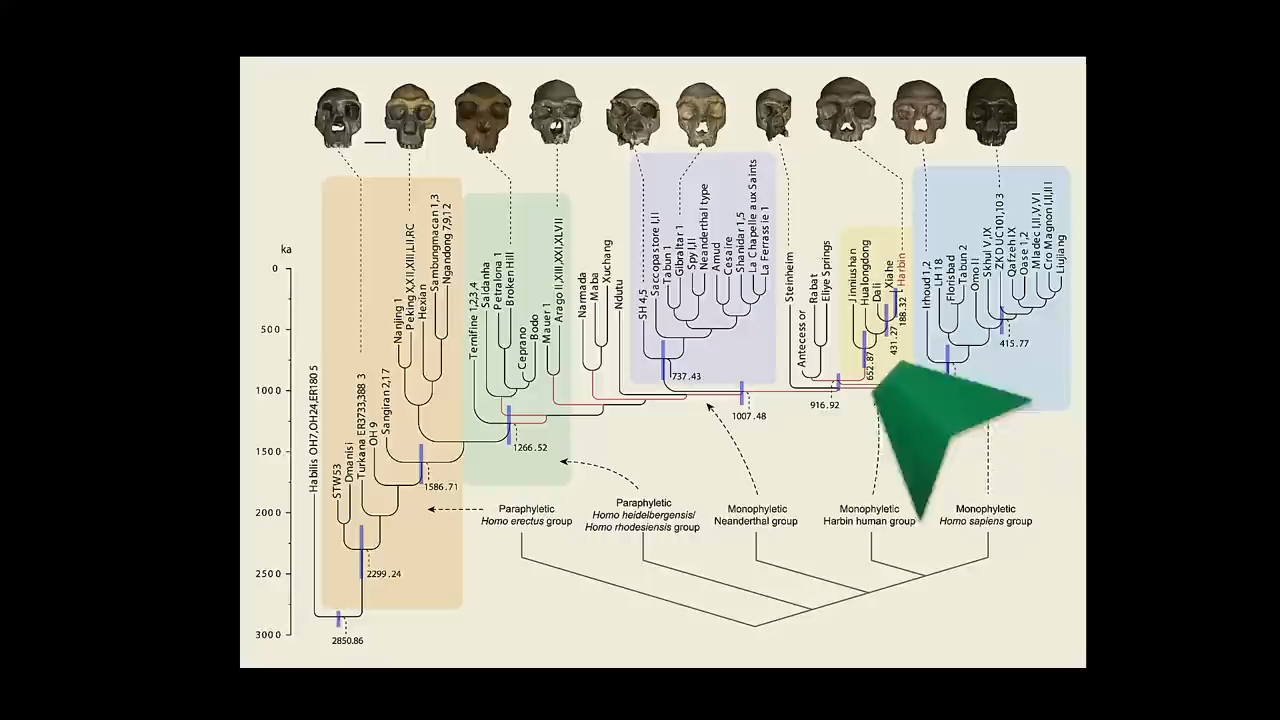 ka
0
500
1000
1500
2000
2500
3000
Habilis OH7,OH24,ER1805
STW53
Dmanisi
Turkana ER3733,3883
OH 9
Sangiran 2,17
Nanjing 1
Peking X,XII,XIII,LII,RC
Hexian
Sambungmacan 1,3
Ngandong 7,9,12
Ternifine 1,2,3,4
Saldanha
Petralona 1
Broken Hill
Ceprano
Bodo
Mauer 1
Arago II,XIII,XXI,XLVII
Narmada
Maba
Xuchang
Ndutu
SH 4,5
Saccopastore I,II
Tabun 1
Gibraltar 1
Spy I,II
Neanderthal type
Amud
Cesaire
Shanidar 1,5
La Chapelle aux Saints
La Ferrassie 1
Steinheim
Antecessor
Rabat
Eliye Springs
Jinniushan
Hualongdong
Dali
Xiahe
Harbin
Irhoud 1,2
LH 18
Florisbad
Tabun 2
Omo II
Skhul V,IX
ZKD UC101,103
Qafzeh IX
Oase 1,2
Mladec I,II,V,VI
Cro Magnon I,II,III
Liujiang
188.32
431.27
415.77
652.87
737.43
916.92
1007.48
1266.52
1586.71
2299.24
2850.86
Paraphyletic
Homo erectus group
Paraphyletic
Homo heidelbergensis/
Homo rhodesiensis group
Monophyletic
Neanderthal group
Monophyletic
Harbin human group
Monophyletic
Homo sapiens group